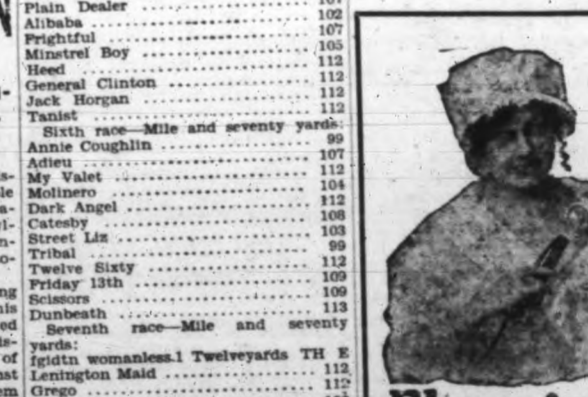 Plain Dealer
Alibaba 102
Frightful 107
Minstrel Boy 105
Heed 112
General Clinton 112
Jack Horgan 112
Tanist 112
Sixth race—Mile and seventy yards:
Annie Coughlin 99
Adieu 107
My Valet 112
Molinero 104
Dark Angel 112
Catesby 108
Street Liz 103
Tribal 99
Twelve Sixty 112
Friday 13th 109
Scissors 109
Dunbeath 113
Seventh race—Mile and seventy
yards:
fgidtn womanless.1 Twelveyards TH E
Lenington Maid 112
Grego 112